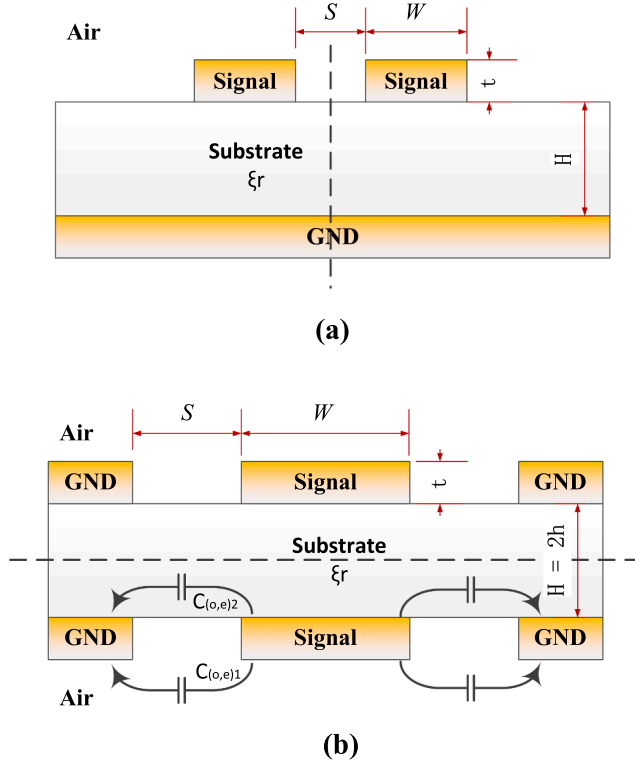 S
W
Air
Signal
Signal
t
Substrate
ξr
H
GND
(a)
S
W
Air
GND
Signal
GND
t
Substrate
ξr
H = 2h
C(o,e)2
GND
Signal
GND
C(o,e)1
Air
(b)